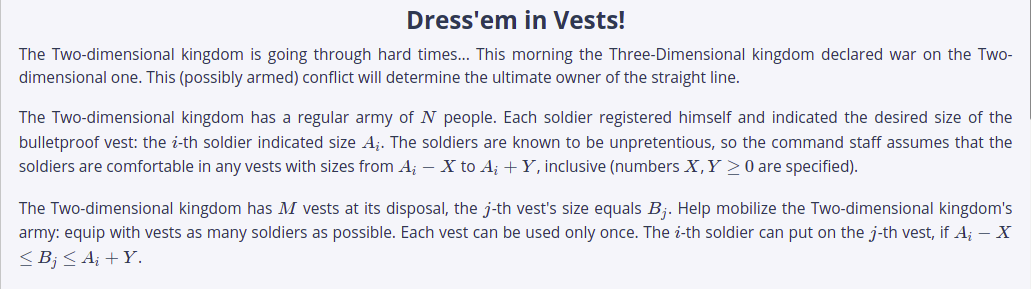 Dress'em in Vests!
The Two-dimensional kingdom is going through hard times... This morning the Three-Dimensional kingdom declared war on the Two-
dimensional one. This (possibly armed) conflict will determine the ultimate owner of the straight line.
The Two-dimensional kingdom has a regular army of N people. Each soldier registered himself and indicated the desired size of the
bulletproof vest: the i-th soldier indicated size A_i. The soldiers are known to be unpretentious, so the command staff assumes that the
soldiers are comfortable in any vests with sizes from A_i − X to A_i + Y, inclusive (numbers X, Y ≥ 0 are specified).
The Two-dimensional kingdom has M vests at its disposal, the j-th vest's size equals B_j. Help mobilize the Two-dimensional kingdom's
army: equip with vests as many soldiers as possible. Each vest can be used only once. The i-th soldier can put on the j-th vest, if A_i − X
≤ B_j ≤ A_i + Y.